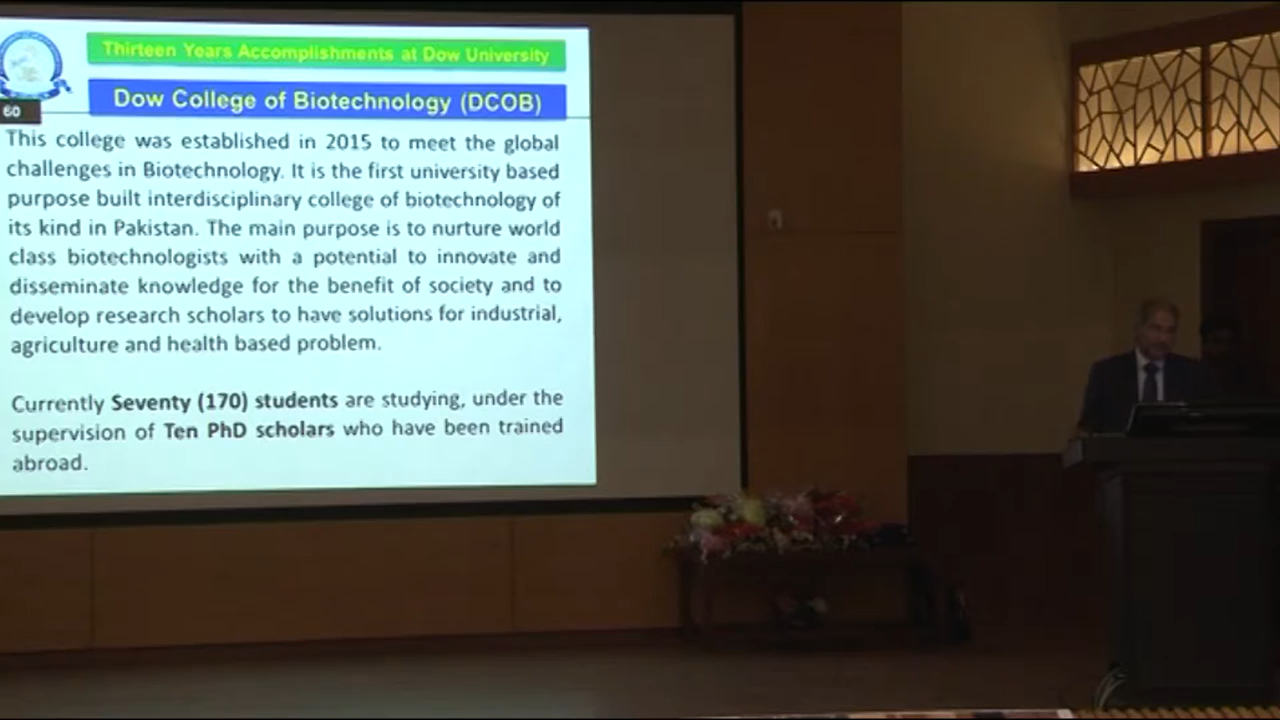 Thirteen Years Accomplishments at Dow University
Dow College of Biotechnology (DCOB)
60
This college was established in 2015 to meet the global
challenges in Biotechnology. It is the first university based
purpose built interdisciplinary college of biotechnology of
its kind in Pakistan. The main purpose is to nurture world
class biotechnologists with a potential to innovate and
disseminate knowledge for the benefit of society and to
develop research scholars to have solutions for industrial,
agriculture and health based problem.
Currently Seventy (170) students are studying, under the
supervision of Ten PhD scholars who have been trained
abroad.